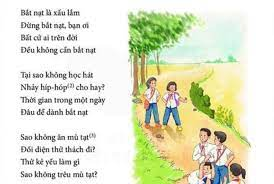 Bắt nạt là xấu lắm
Đừng bắt nạt, bạn ơi
Bất cứ ai trên đời
Đều không cần bắt nạt
Tại sao không học hát
Nhảy híp-hóp(2) cho hay?
Thời gian trong một ngày
Đâu để dành bắt nạt
Sao không ăn mù tạt(3)
Đối diện thử thách đi?
Thử kẻ yếu làm gì
Sao không trêu mù tạt?